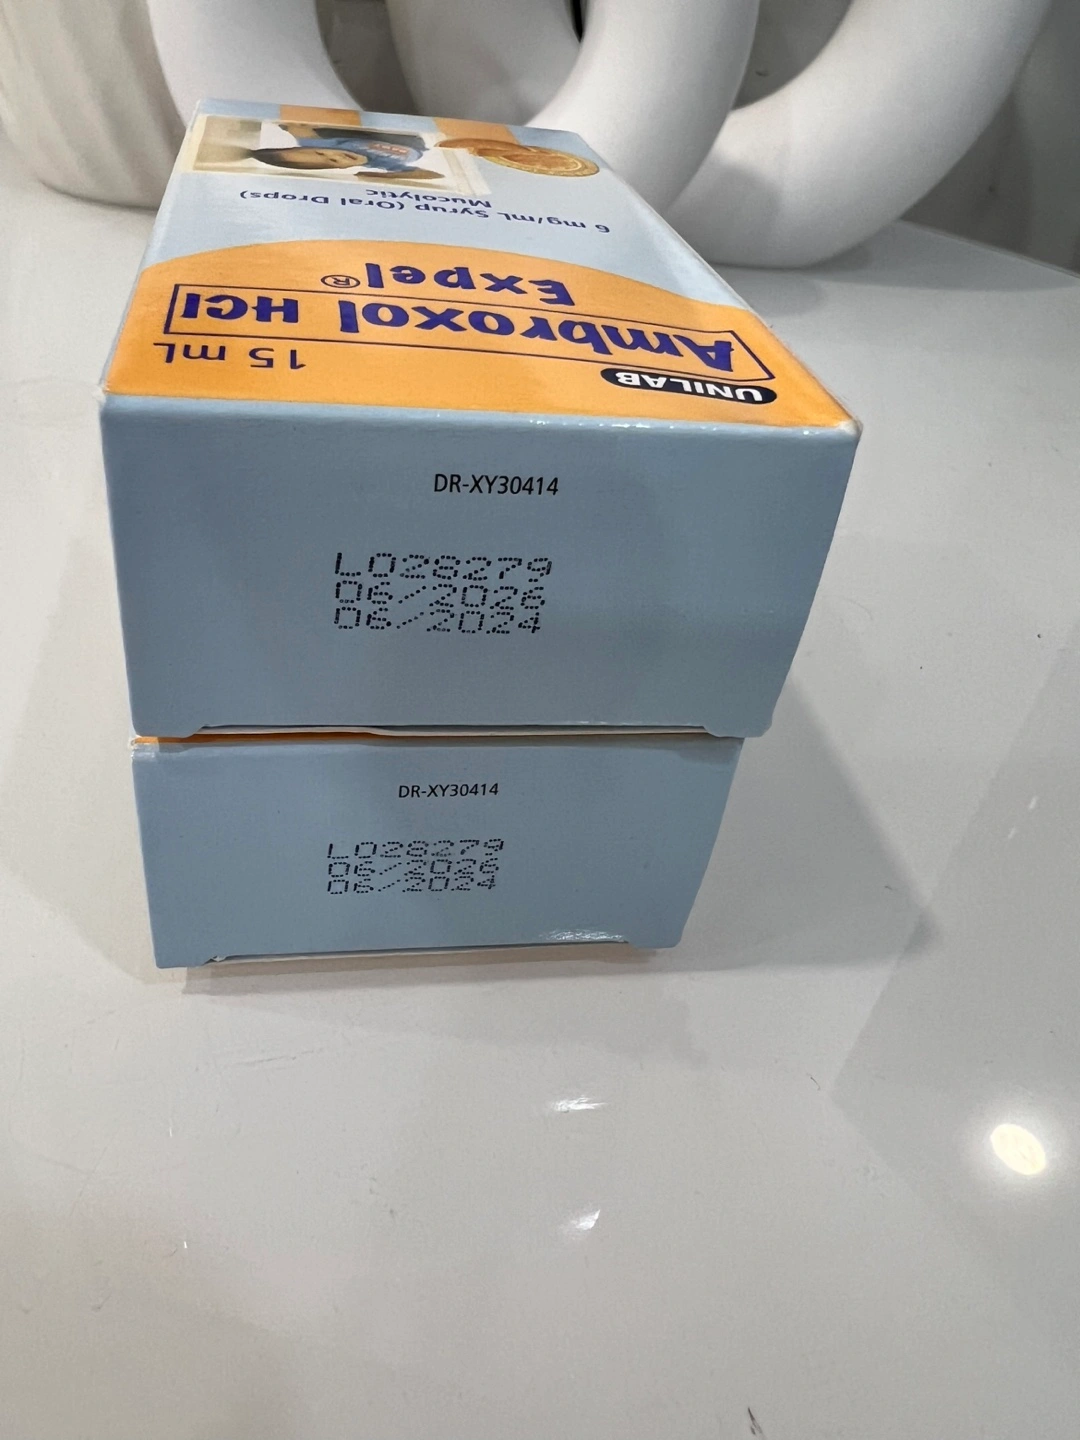 UNILAB
15 mL
Ambroxol HCl
Expel®
6 mg/mL Syrup (Oral Drops)
Mucolytic
DR-XY30414
L028279
06/2026
06/2024
DR-XY30414
L028279
06/2026
06/2024